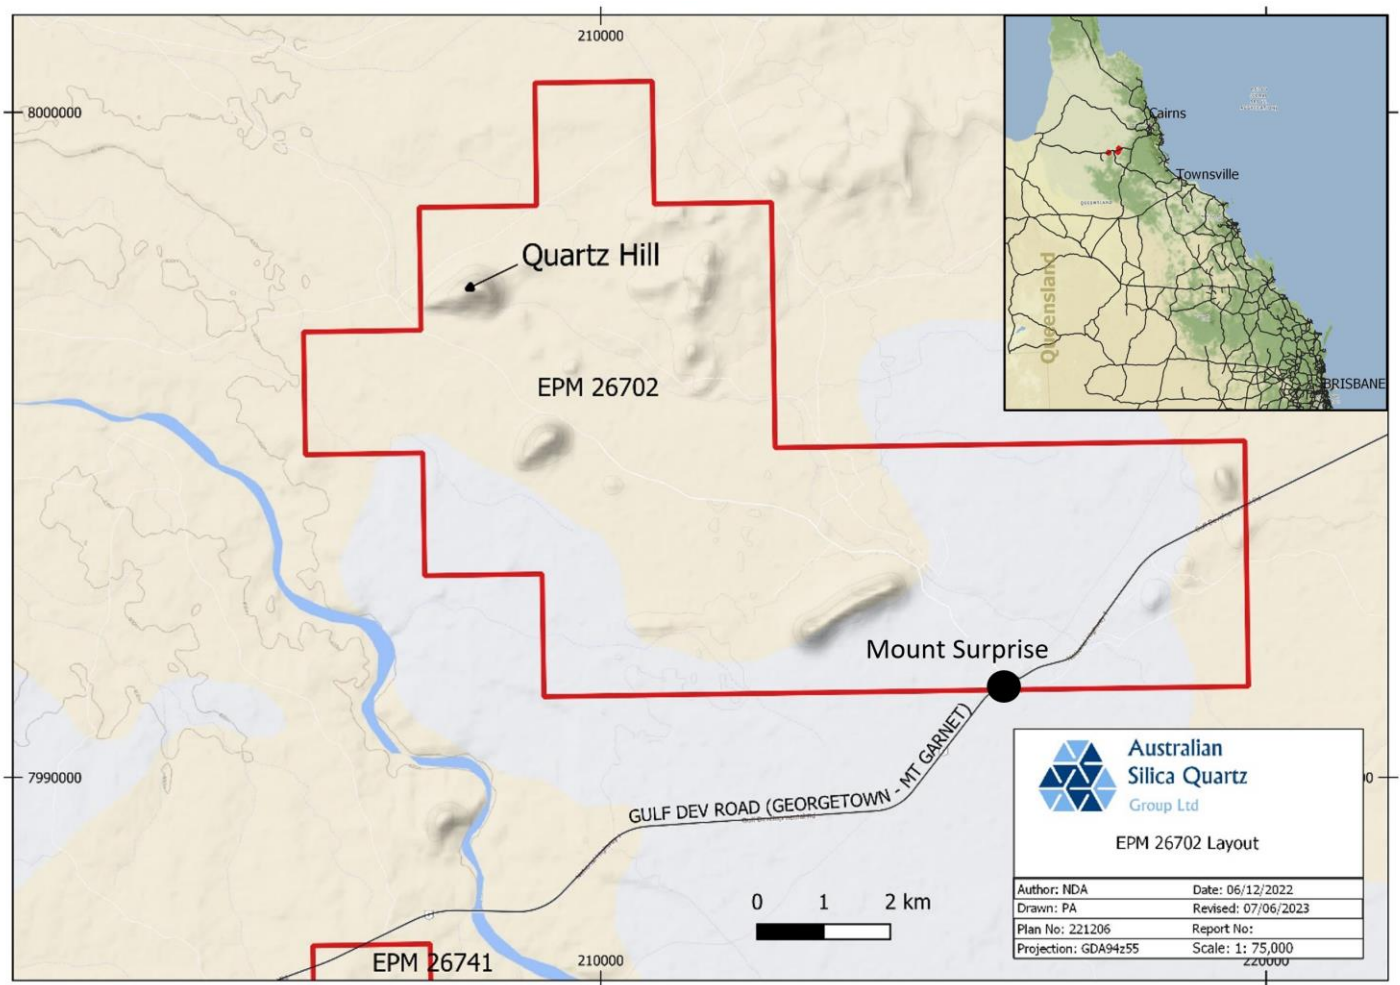 210000
8000000
Cairns
Townsville
QUEENSLAND
Queensland
BRISBANE
Quartz Hill
EPM 26702
Mount Surprise
GULF DEV ROAD (GEORGETOWN - MT GARNET)
7990000
00
Australian
Silica Quartz
Group Ltd
EPM 26702 Layout
Author: NDA Date: 06/12/2022
Drawn: PA Revised: 07/06/2023
Plan No: 221206 Report No:
Projection: GDA94z55 Scale: 1: 75,000
0 1 2 km
EPM 26741
210000
220000